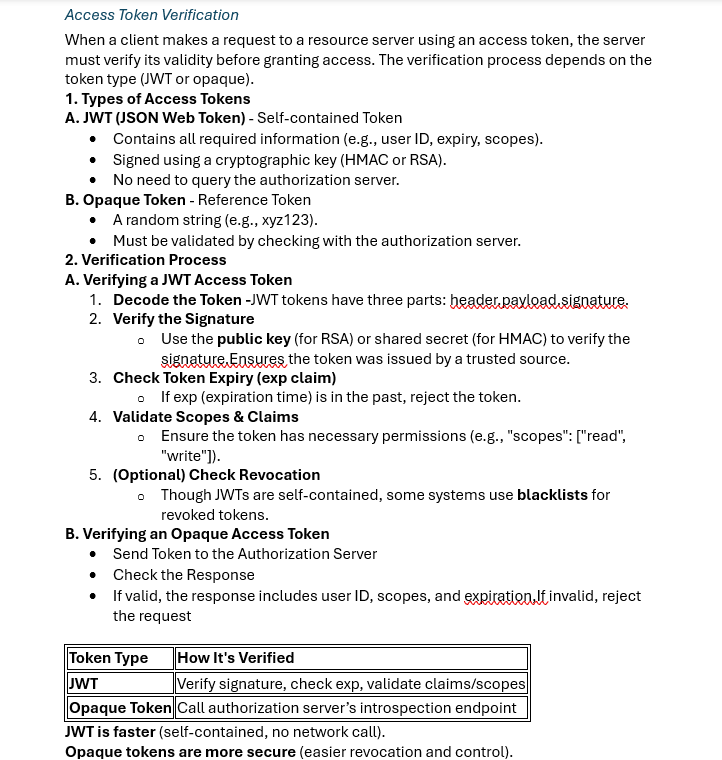 Access Token Verification
When a client makes a request to a resource server using an access token, the server
must verify its validity before granting access. The verification process depends on the
token type (JWT or opaque).
1. Types of Access Tokens
A. JWT (JSON Web Token) - Self-contained Token
• Contains all required information (e.g., user ID, expiry, scopes).
• Signed using a cryptographic key (HMAC or RSA).
• No need to query the authorization server.
B. Opaque Token - Reference Token
• A random string (e.g., xyz123).
• Must be validated by checking with the authorization server.
2. Verification Process
A. Verifying a JWT Access Token
1. Decode the Token -JWT tokens have three parts: header.payload.signature.
2. Verify the Signature
o Use the public key (for RSA) or shared secret (for HMAC) to verify the
signature.Ensures the token was issued by a trusted source.
3. Check Token Expiry (exp claim)
o If exp (expiration time) is in the past, reject the token.
4. Validate Scopes & Claims
o Ensure the token has necessary permissions (e.g., "scopes": ["read",
"write"]).
5. (Optional) Check Revocation
o Though JWTs are self-contained, some systems use blacklists for
revoked tokens.
B. Verifying an Opaque Access Token
• Send Token to the Authorization Server
• Check the Response
• If valid, the response includes user ID, scopes, and expiration,If invalid, reject
the request
Token Type How It's Verified
JWT Verify signature, check exp, validate claims/scopes
Opaque Token Call authorization server’s introspection endpoint
JWT is faster (self-contained, no network call).
Opaque tokens are more secure (easier revocation and control).